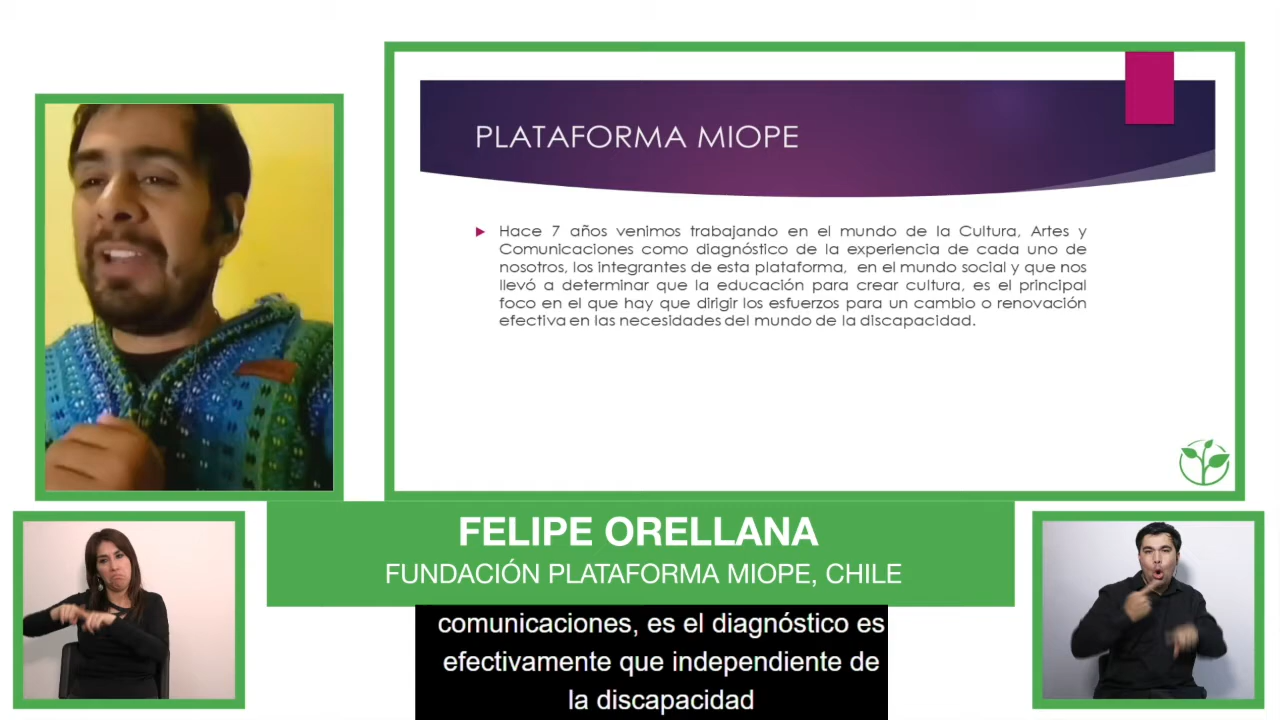 PLATAFORMA MIOPE
Hace 7 años venimos trabajando en el mundo de la Cultura, Artes y
Comunicaciones como diagnóstico de la experiencia de cada uno de
nosotros, los integrantes de esta plataforma, en el mundo social y que nos
llevó a determinar que la educación para crear cultura, es el principal
foco en el que hay que dirigir los esfuerzos para un cambio o renovación
efectiva en las necesidades del mundo de la discapacidad.
FELIPE ORELLANA
FUNDACIÓN PLATAFORMA MIOPE, CHILE
comunicaciones, es el diagnóstico es
efectivamente que independiente de
la discapacidad